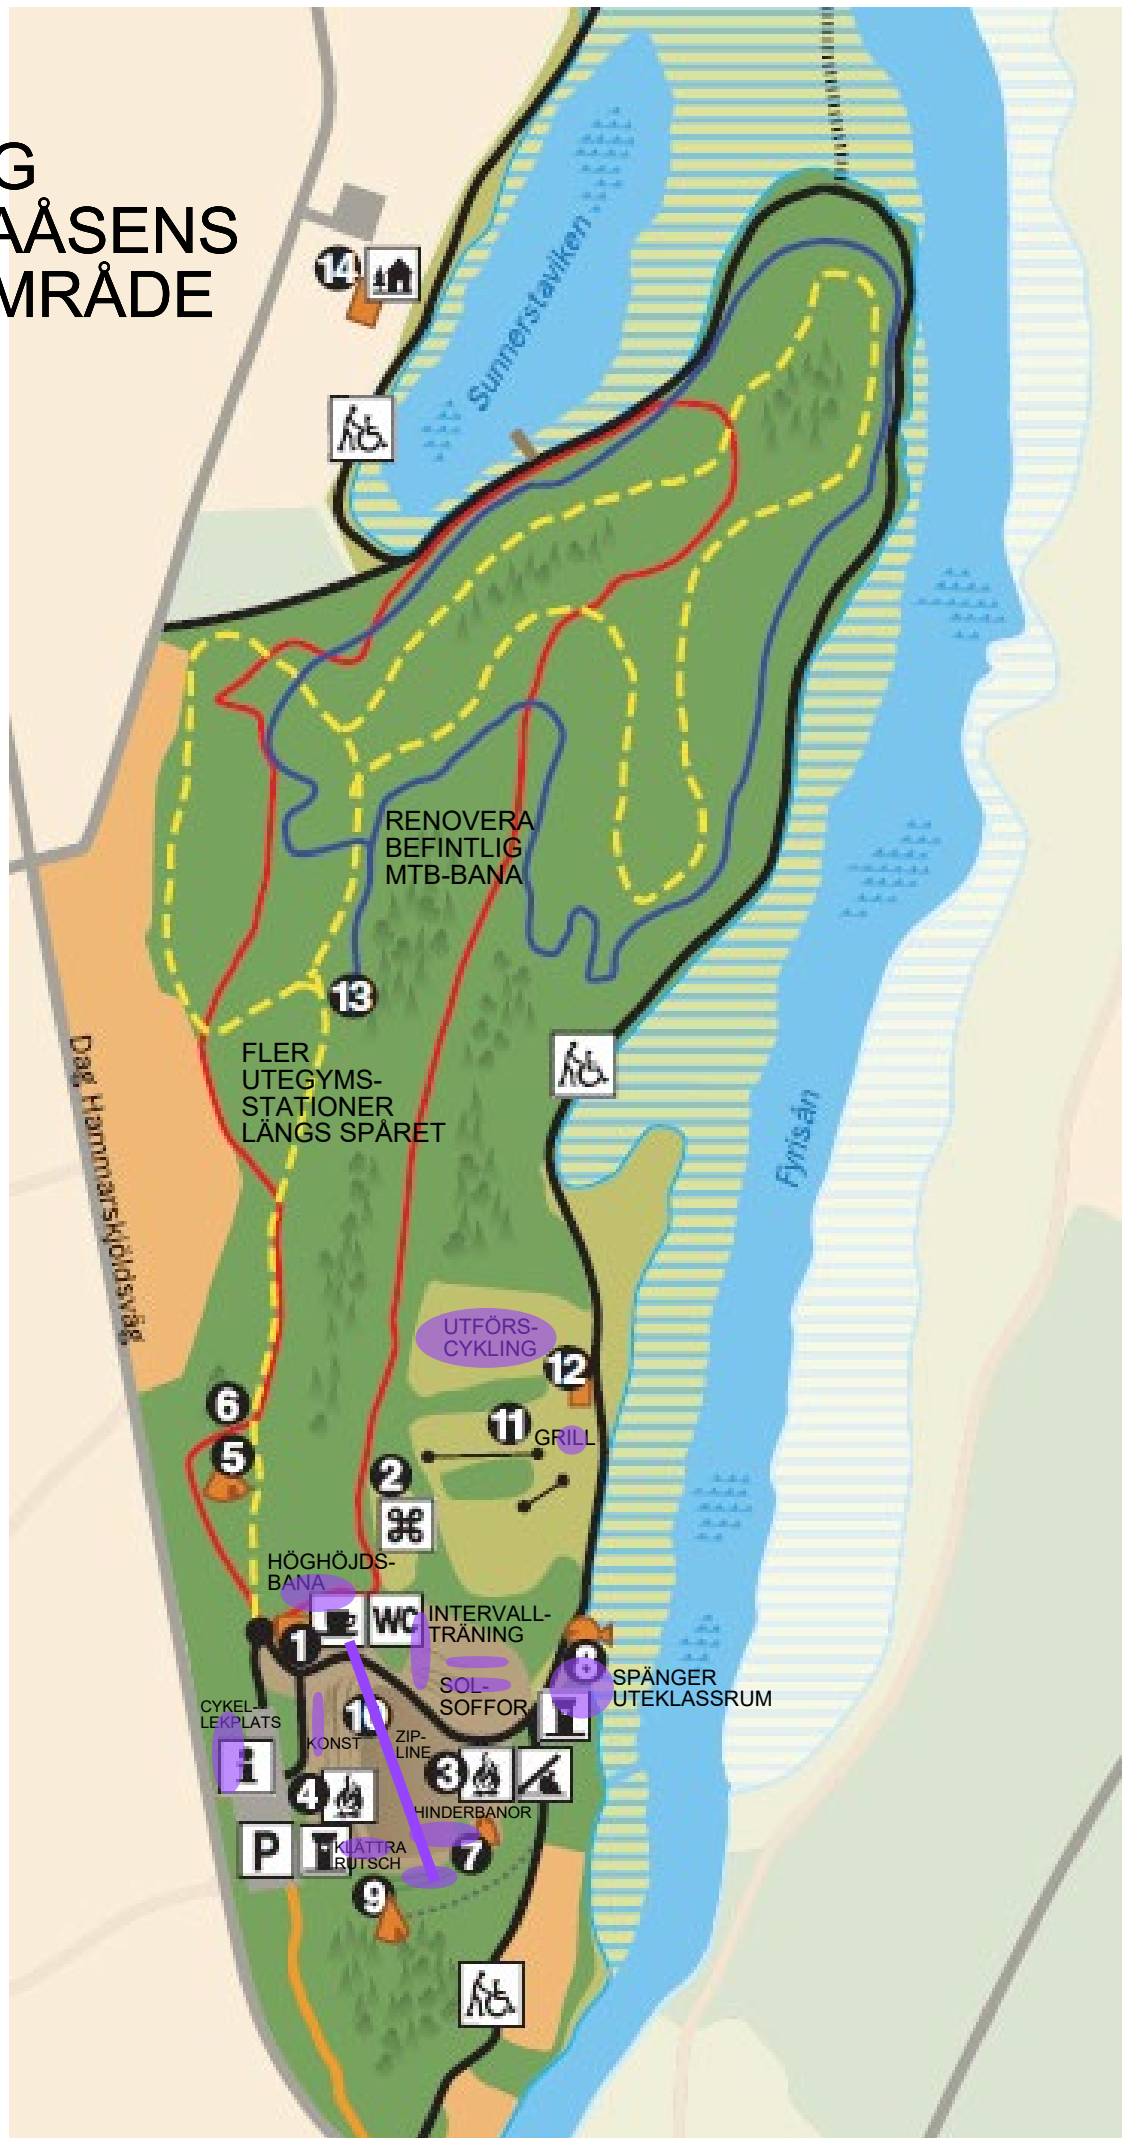 G
AÅSENS
MRÅDE
14
Sunnerstaviken
RENOVERA
BEFINTLIG
MTB-BANA
13
FLER
UTEGYMS-
STATIONER
LÄNGS SPÅRET
Dag Hammarskjöldsväg
Fyrisån
UTFÖRS-
CYKLING
12
6
11
GRILL
5
2
HÖGHÖJDS-
BANA
WC
INTERVALL-
TRÄNING
1
8
SPÄNGER
UTEKLASSRUM
SOL-
SOFFOR
CYKEL-
LEKPLATS
10
KONST
ZIP-
LINE
i
3
4
HINDERBANOR
P
KLÄTTRA
RUTSCH
7
9